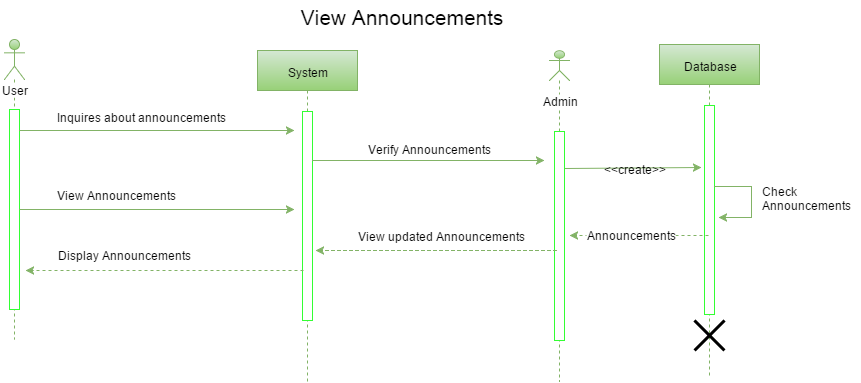 View Announcements
User
System
Admin
Database
Inquires about announcements
Verify Announcements
<<create>>
Check
Announcements
View Announcements
Announcements
View updated Announcements
Display Announcements